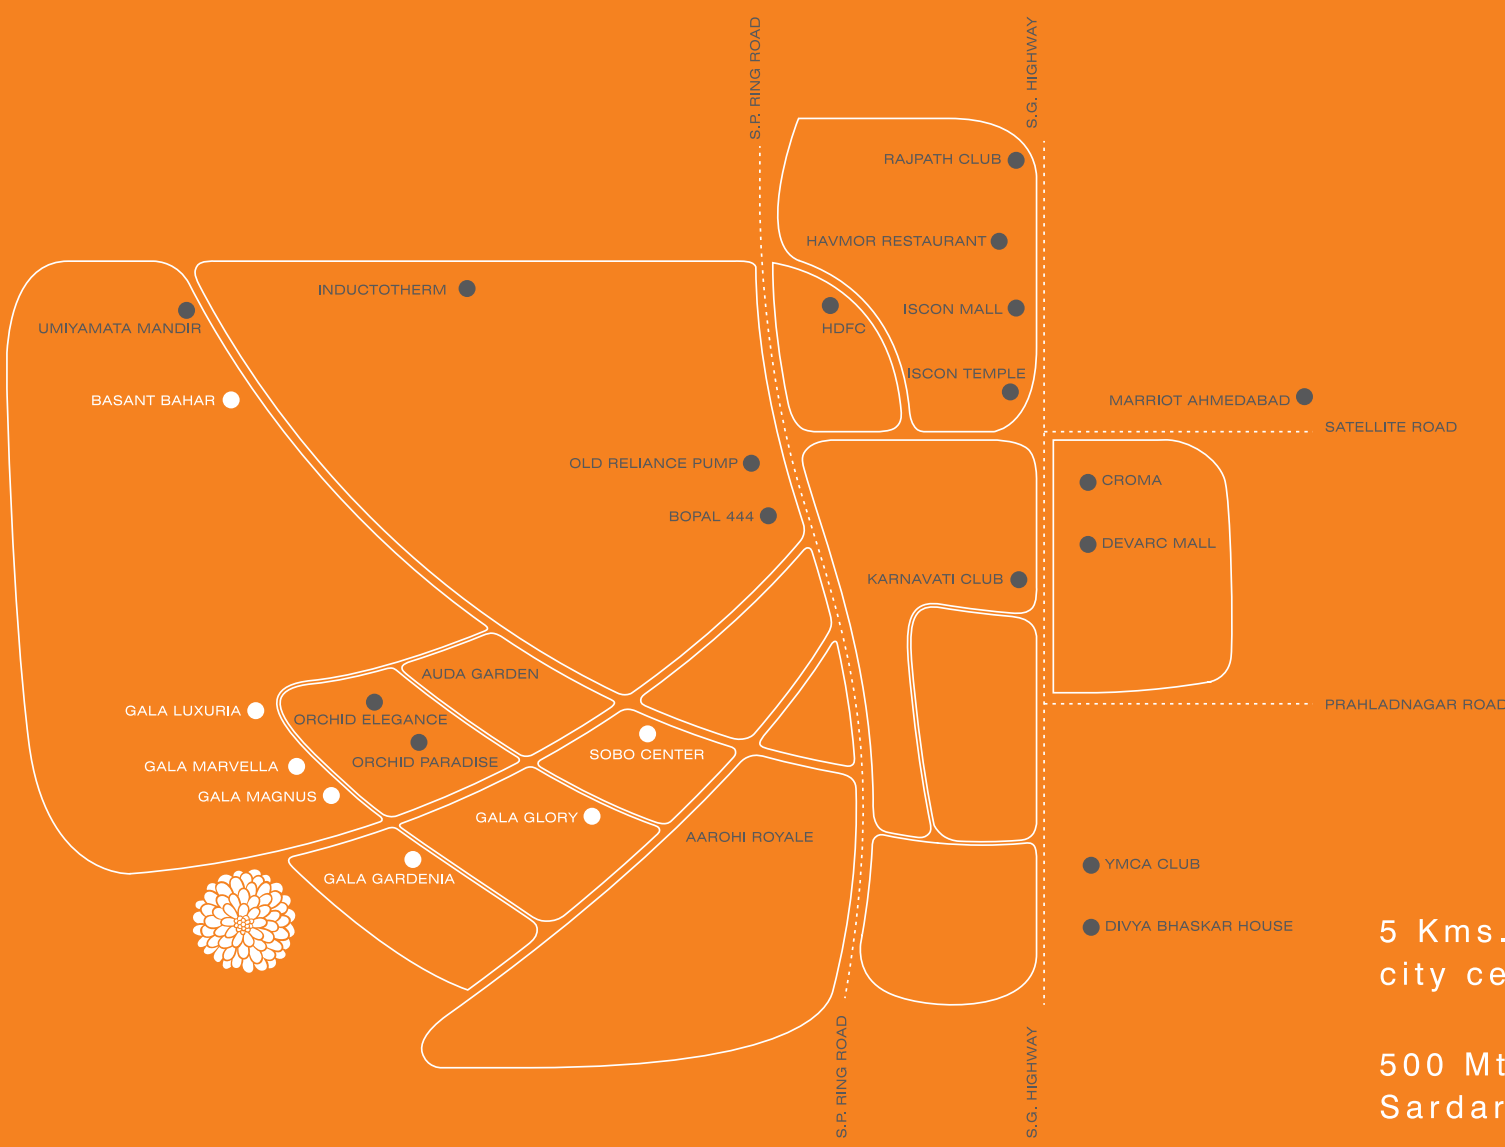 S.P. RING ROAD
S.G. HIGHWAY
RAJPATH CLUB
HAVMOR RESTAURANT
INDUCTOTHERM
HDFC
ISCON MALL
UMIYAMATA MANDIR
ISCON TEMPLE
BASANT BAHAR
MARRIOT AHMEDABAD
SATELLITE ROAD
OLD RELIANCE PUMP
CROMA
BOPAL 444
DEVARC MALL
KARNAVATI CLUB
AUDA GARDEN
GALA LUXURIA
ORCHID ELEGANCE
PRAHLADNAGAR ROAD
SOBO CENTER
ORCHID PARADISE
GALA MARVELLA
GALA MAGNUS
GALA GLORY
AAROHI ROYALE
YMCA CLUB
GALA GARDENIA
DIVYA BHASKAR HOUSE
5 Kms.
city ce
500 Mt
Sardar
S.P. RING ROAD
S.G. HIGHWAY